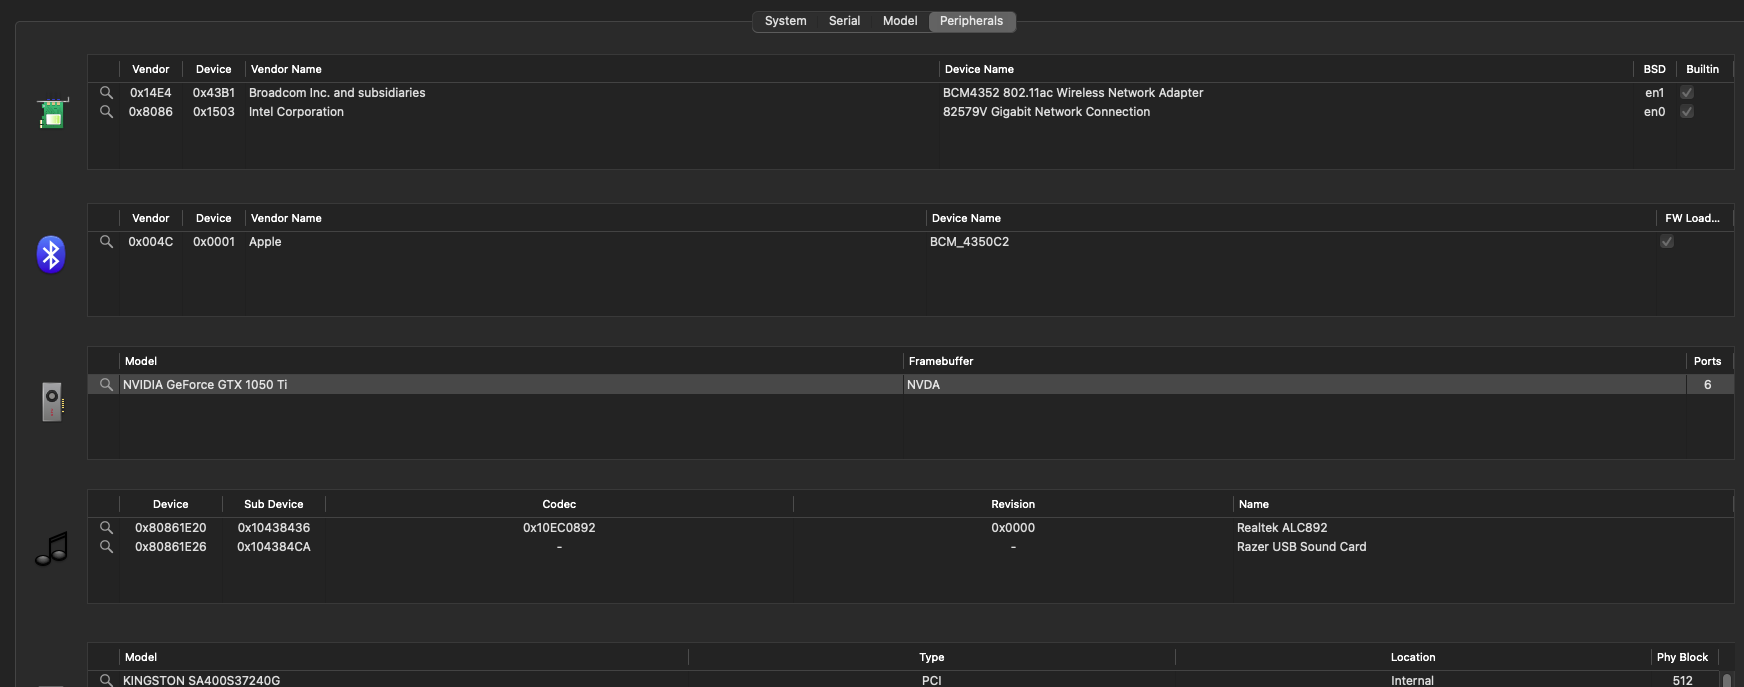 System Serial Model Peripherals
Vendor Device Vendor Name Device Name BSD Builtin
0x14E4 0x43B1 Broadcom Inc. and subsidiaries BCM4352 802.11ac Wireless Network Adapter en1
0x8086 0x1503 Intel Corporation 82579V Gigabit Network Connection en0
Vendor Device Vendor Name Device Name FW Load...
0x004C 0x0001 Apple BCM_4350C2
Model Framebuffer Ports
NVIDIA GeForce GTX 1050 Ti NVDA 6
Device Sub Device Codec Revision Name
0x80861E20 0x10438436 0x10EC0892 0x0000 Realtek ALC892
0x80861E26 0x104384CA - - Razer USB Sound Card
Model Type Location Phy Block
KINGSTON SA400S37240G PCI Internal 512